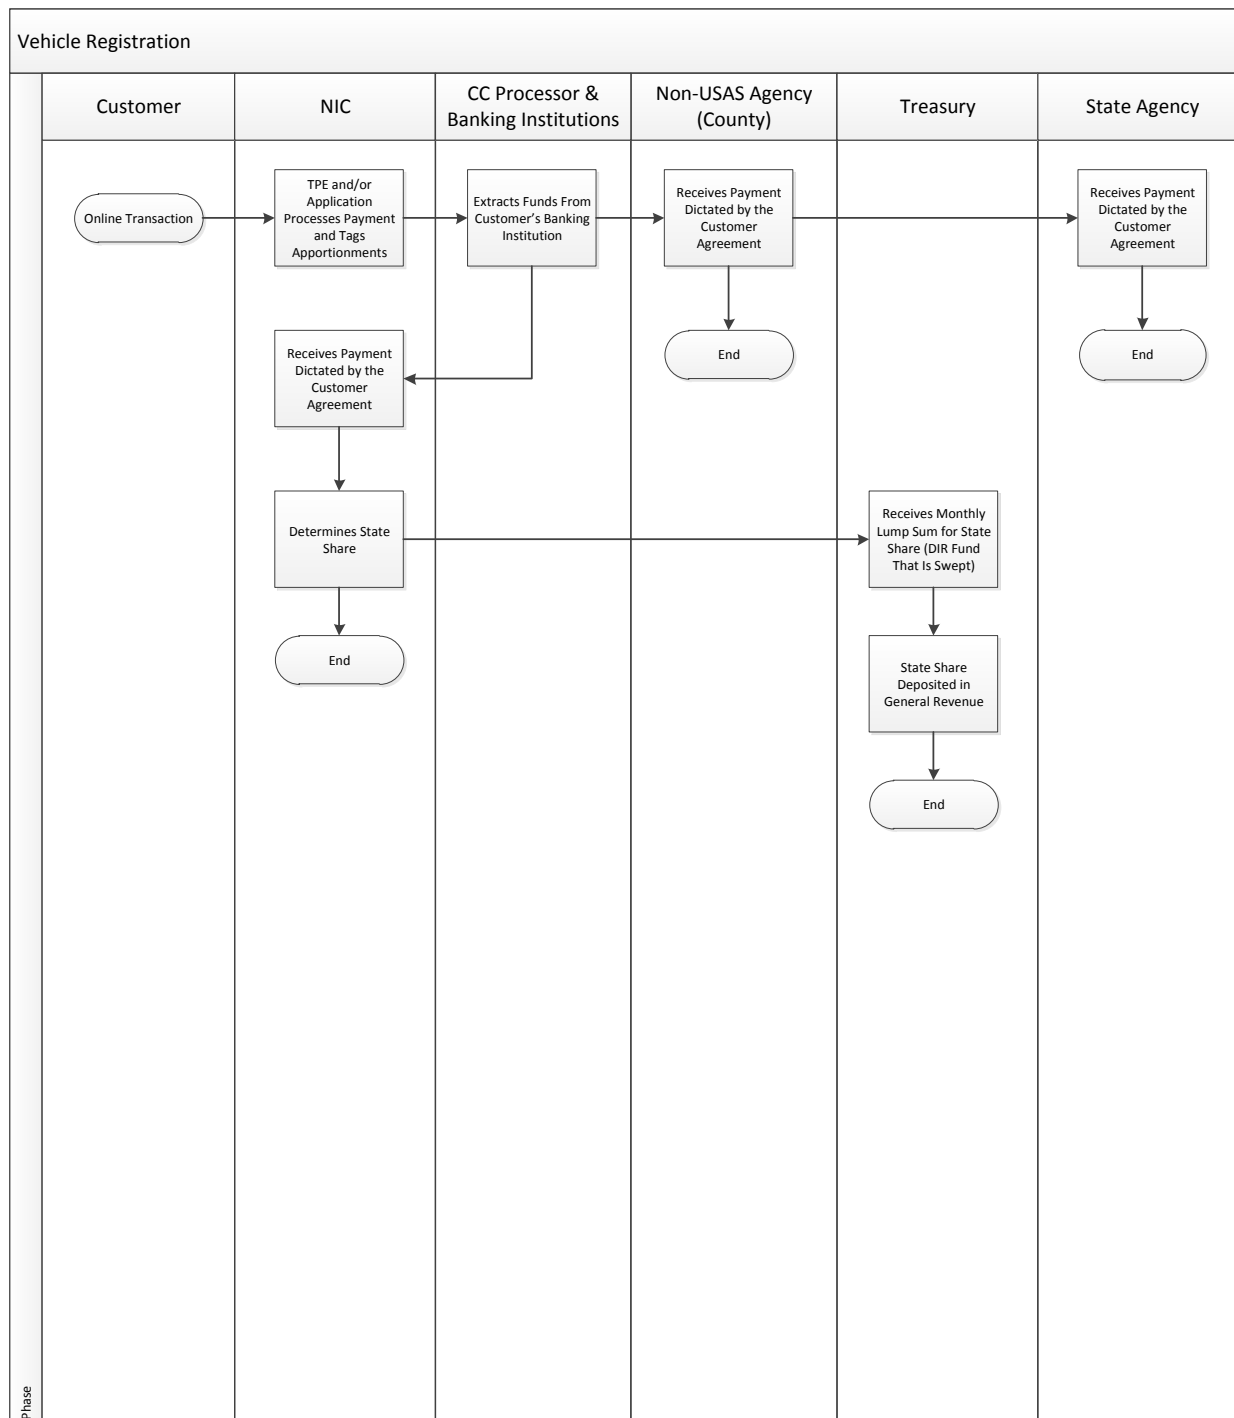 Vehicle Registration
Customer
NIC
CC Processor &
Banking Institutions
Non-USAS Agency
(County)
Treasury
State Agency
Online Transaction
TPE and/or
Application
Processes Payment
and Tags
Apportionments
Extracts Funds From
Customer's Banking
Institution
Receives Payment
Dictated by the
Customer
Agreement
Receives Payment
Dictated by the
Customer
Agreement
End
End
Receives Payment
Dictated by the
Customer
Agreement
Determines State
Share
Receives Monthly
Lump Sum for State
Share (DIR Fund
That Is Swept)
End
State Share
Deposited in
General Revenue
End
Phase